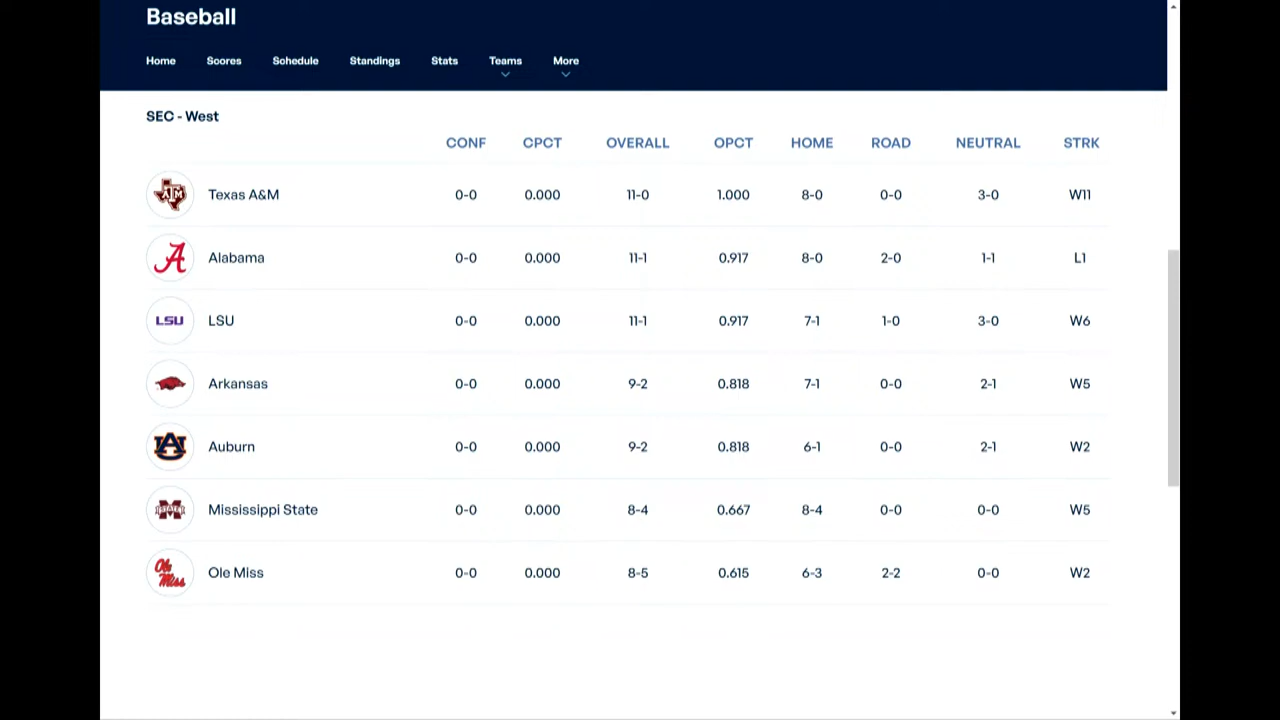 Baseball
Home Scores Schedule Standings Stats Teams More
SEC - West
CONF CPCT OVERALL OPCT HOME ROAD NEUTRAL STRK
ATM Texas A&M 0-0 0.000 11-0 1.000 8-0 0-0 3-0 W11
A Alabama 0-0 0.000 11-1 0.917 8-0 2-0 1-1 L1
LSU LSU 0-0 0.000 11-1 0.917 7-1 1-0 3-0 W6
Arkansas 0-0 0.000 9-2 0.818 7-1 0-0 2-1 W5
AU Auburn 0-0 0.000 9-2 0.818 6-1 0-0 2-1 W2
M STATE Mississippi State 0-0 0.000 8-4 0.667 8-4 0-0 0-0 W5
Ole Miss Ole Miss 0-0 0.000 8-5 0.615 6-3 2-2 0-0 W2